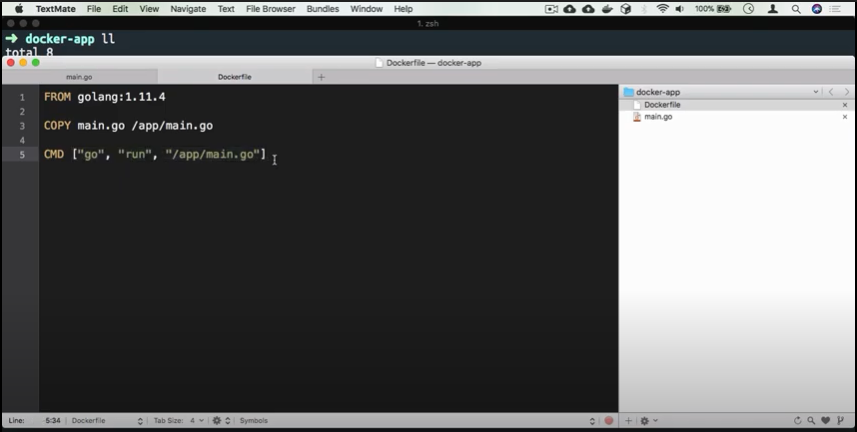 TextMate File Edit View Navigate Text File Browser Bundles Window Help 100%
1. zsh
➜ docker-app ll
total 8
Dockerfile — docker-app
main.go Dockerfile +
docker-app
Dockerfile
main.go
1 FROM golang:1.11.4
2
3 COPY main.go /app/main.go
4
5 CMD ["go", "run", "/app/main.go"]
Line: 5:34 Dockerfile Tab Size: 4 Symbols